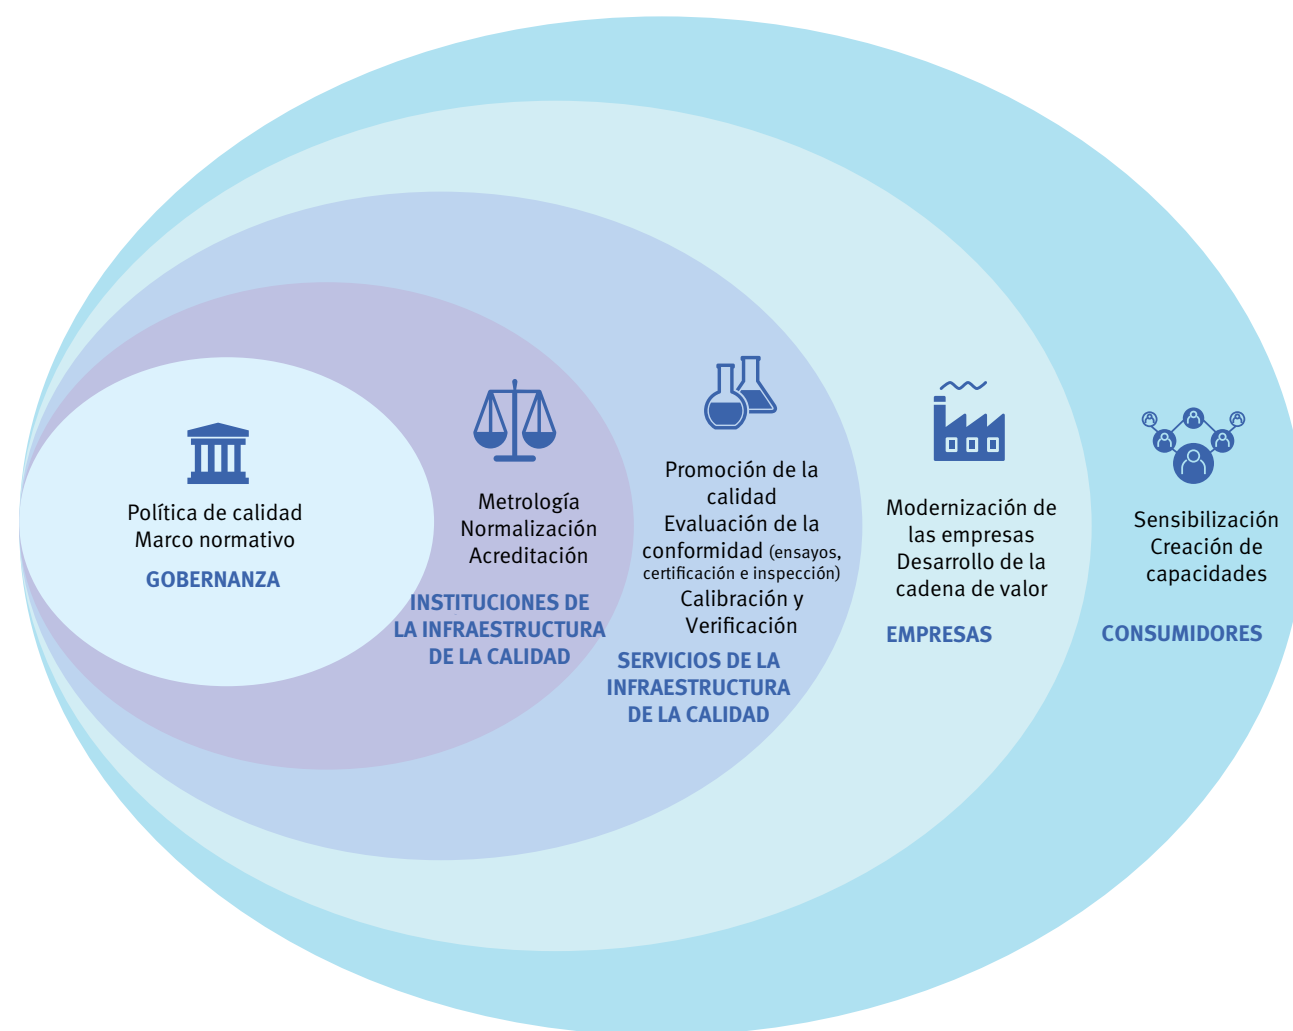 Política de calidad
Marco normativo
GOBERNANZA
Metrología
Normalización
Acreditación
INSTITUCIONES DE
LA INFRAESTRUCTURA
DE LA CALIDAD
Promoción de la
calidad
Evaluación de la
conformidad (ensayos,
certificación e inspección)
Calibración y
Verificación
SERVICIOS DE LA
INFRAESTRUCTURA
DE LA CALIDAD
Modernización de
las empresas
Desarrollo de la
cadena de valor
EMPRESAS
Sensibilización
Creación de
capacidades
CONSUMIDORES